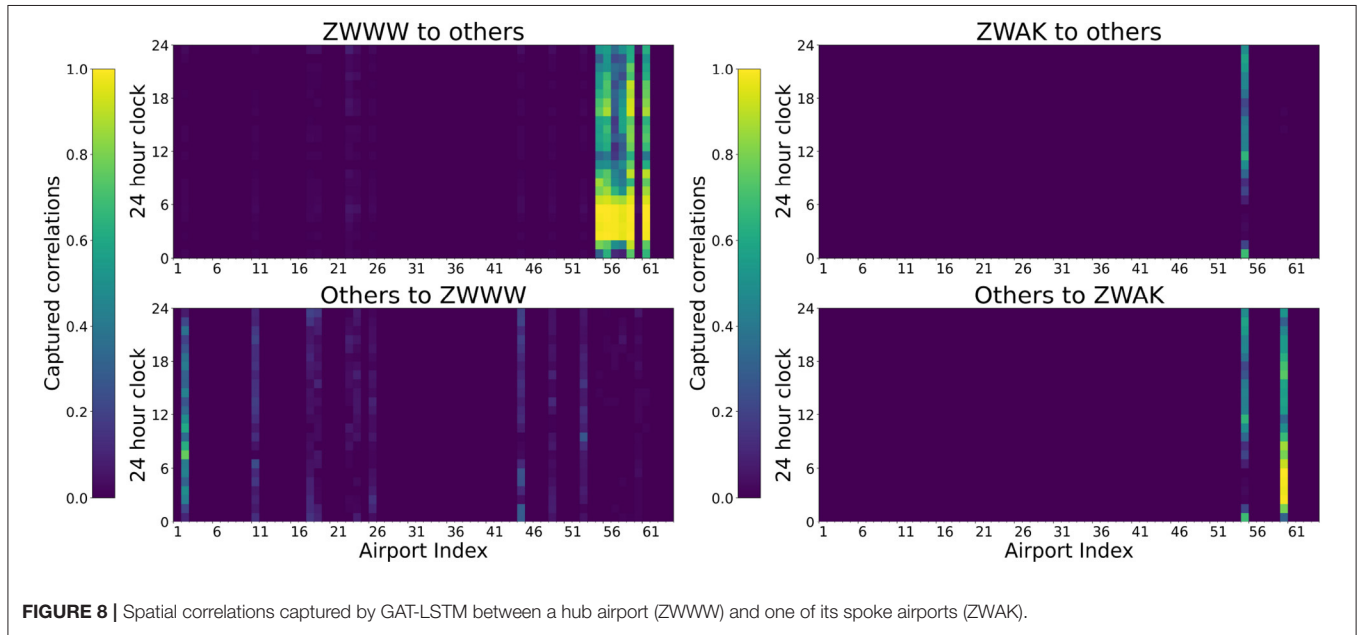 ZWWW to others
24
18
12
6
0
1 6 11 16 21 26 31 36 41 46 51 56 61
24 hour clock
1.0
0.8
0.6
0.4
0.2
0.0
Captured correlations
Others to ZWWW
24
18
12
6
0
1 6 11 16 21 26 31 36 41 46 51 56 61
24 hour clock
Airport Index
ZWAK to others
24
18
12
6
0
1 6 11 16 21 26 31 36 41 46 51 56 61
24 hour clock
1.0
0.8
0.6
0.4
0.2
0.0
Captured correlations
Others to ZWAK
24
18
12
6
0
1 6 11 16 21 26 31 36 41 46 51 56 61
24 hour clock
Airport Index
FIGURE 8 | Spatial correlations captured by GAT-LSTM between a hub airport (ZWWW) and one of its spoke airports (ZWAK).